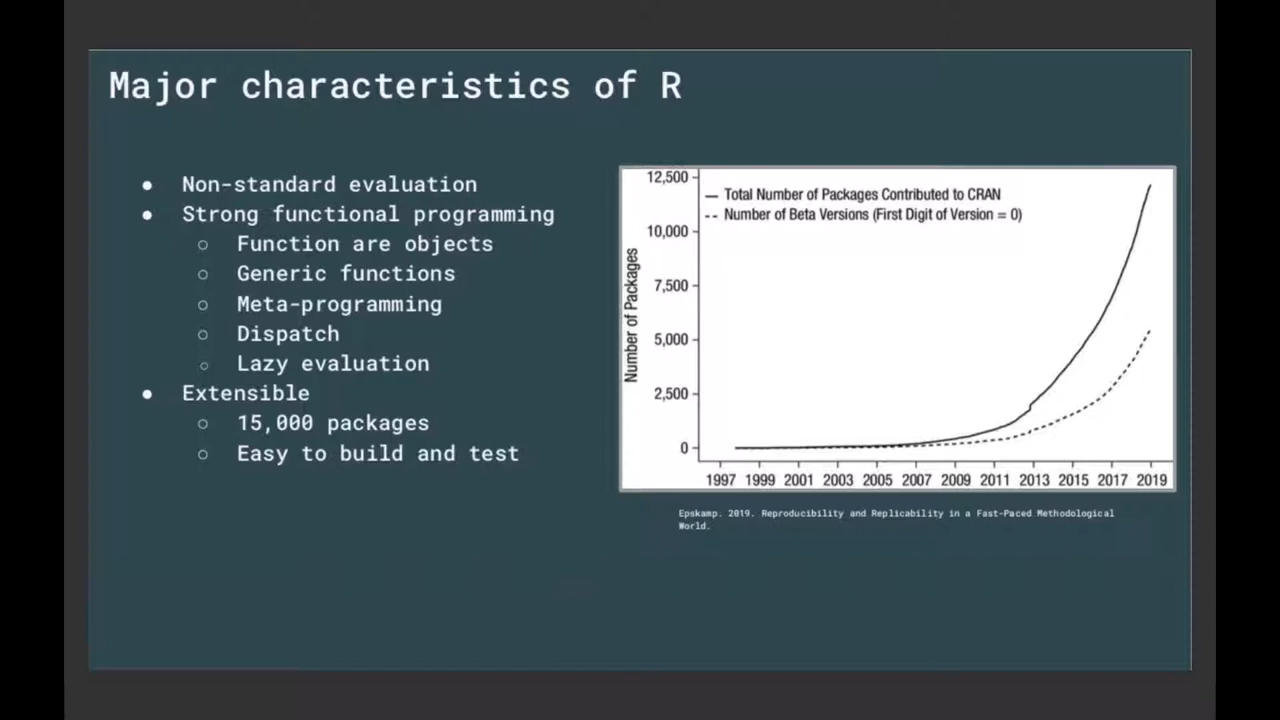 Major characteristics of R
● Non-standard evaluation
● Strong functional programming
○ Function are objects
○ Generic functions
○ Meta-programming
○ Dispatch
○ Lazy evaluation
● Extensible
○ 15,000 packages
○ Easy to build and test
12,500
10,000
7,500
5,000
2,500
0
Number of Packages
Total Number of Packages Contributed to CRAN
Number of Beta Versions (First Digit of Version = 0)
1997 1999 2001 2003 2005 2007 2009 2011 2013 2015 2017 2019
Epskamp. 2019. Reproducibility and Replicability in a Fast-Paced Methodological
World.